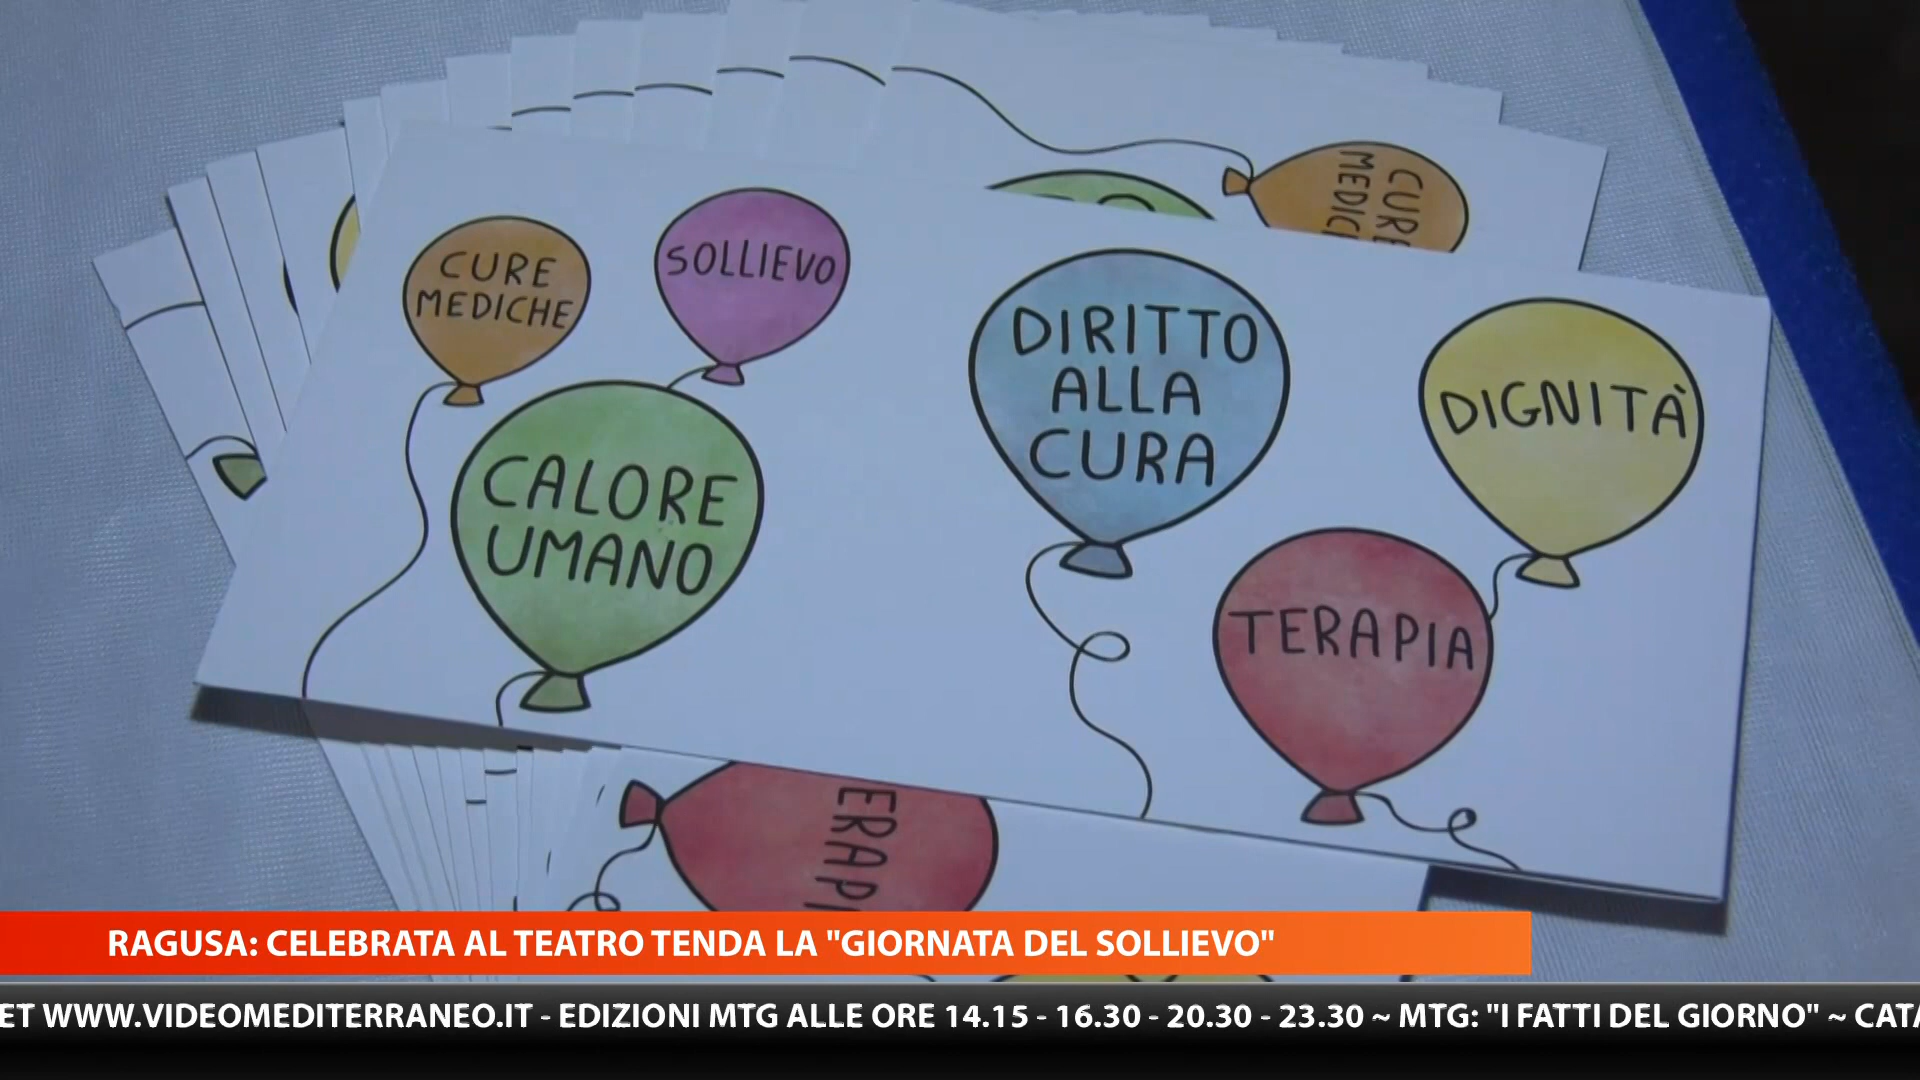 CURE
MEDICHE
SOLLIEVO
CALORE
UMANO
DIRITTO
ALLA
CURA
DIGNITÀ
TERAPIA
CURE
RAGUSA: CELEBRATA AL TEATRO TENDA LA "GIORNATA DEL SOLLIEVO"
WWW.VIDEOMEDITERRANEO.IT - EDIZIONI MTG ALLE ORE 14.15 - 16.30 - 20.30 - 23.30 ~ MTG: "I FATTI DEL GIORNO" ~